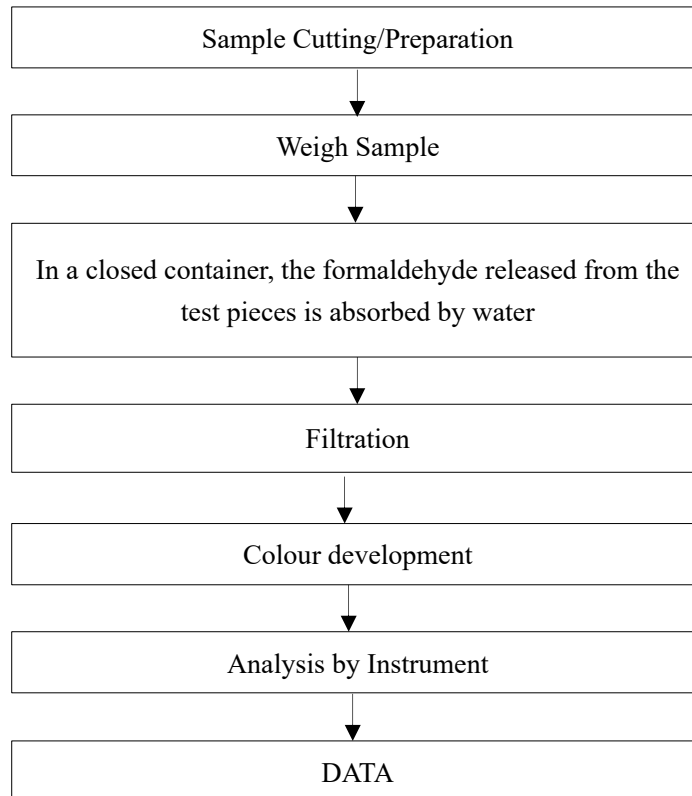 Sample Cutting/Preparation
Weigh Sample
In a closed container, the formaldehyde released from the
test pieces is absorbed by water
Filtration
Colour development
Analysis by Instrument
DATA